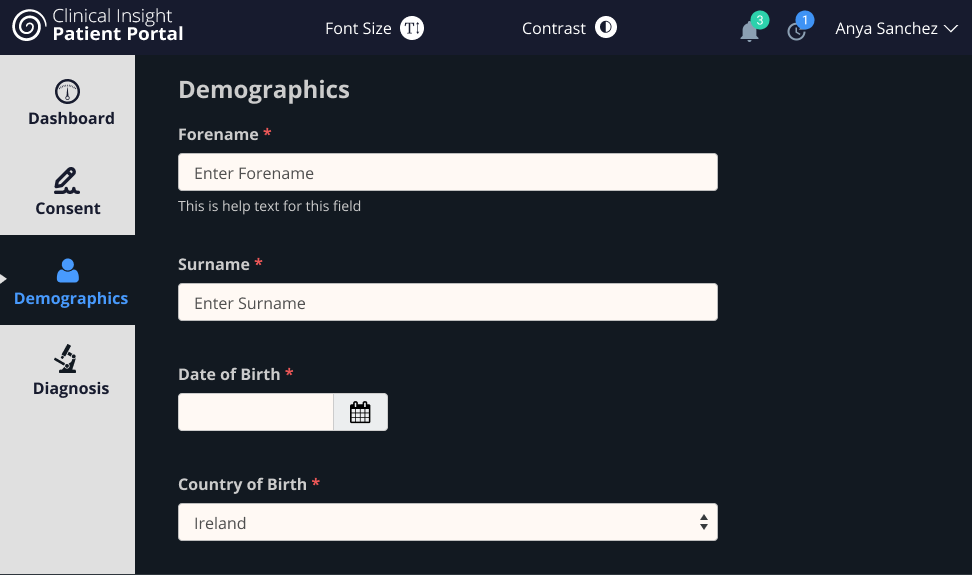 Clinical Insight
Patient Portal
Font Size T
Contrast
3
1
Anya Sanchez
Dashboard
Consent
Demographics
Diagnosis
Demographics
Forename *
Enter Forename
This is help text for this field
Surname *
Enter Surname
Date of Birth *
Country of Birth *
Ireland